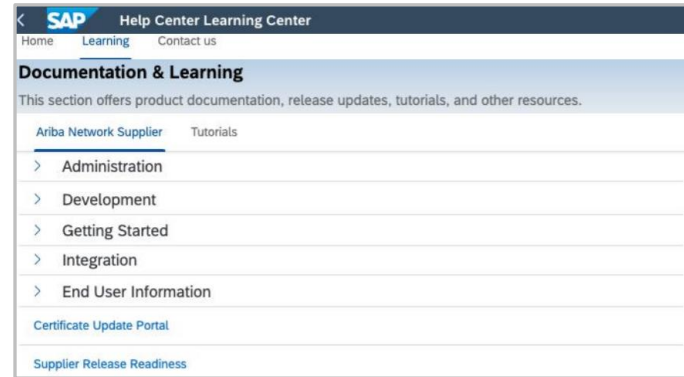 SAP Help Center Learning Center
Home Learning Contact us
Documentation & Learning
This section offers product documentation, release updates, tutorials, and other resources.
Ariba Network Supplier Tutorials
Administration
Development
Getting Started
Integration
End User Information
Certificate Update Portal
Supplier Release Readiness